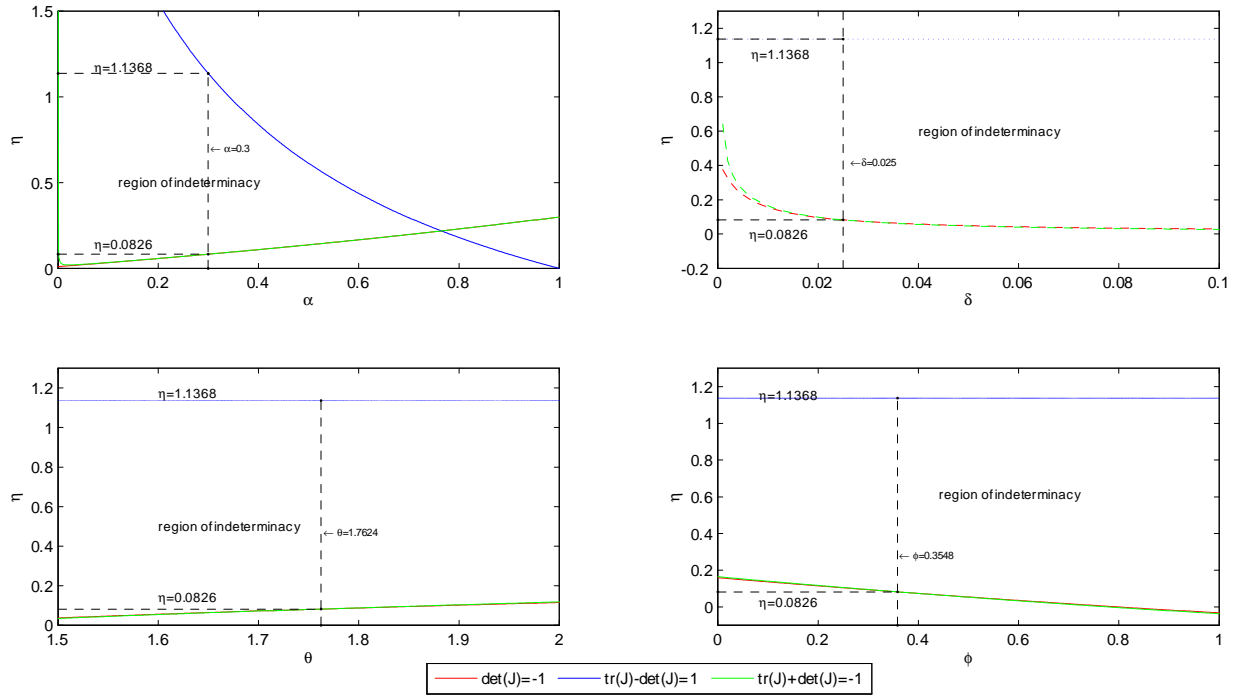 1.5
1
0.5
0
η
η=1.1368
← α=0.3
region of indeterminacy
η=0.0826
0 0.2 0.4 0.6 0.8 1
α
1.2
1
0.8
0.6
0.4
0.2
0
-0.2
η
η=1.1368
region of indeterminacy
←δ=0.025
η=0.0826
0 0.02 0.04 0.06 0.08 0.1
δ
1.2
1
0.8
0.6
0.4
0.2
0
η
η=1.1368
region of indeterminacy
← θ=1.7624
η=0.0826
1.5 1.6 1.7 1.8 1.9 2
θ
1.2
1
0.8
0.6
0.4
0.2
0
η
η=1.1368
region of indeterminacy
← ϕ=0.3548
η=0.0826
0 0.2 0.4 0.6 0.8 1
ϕ
det(J)=-1 tr(J)-det(J)=1 tr(J)+det(J)=-1